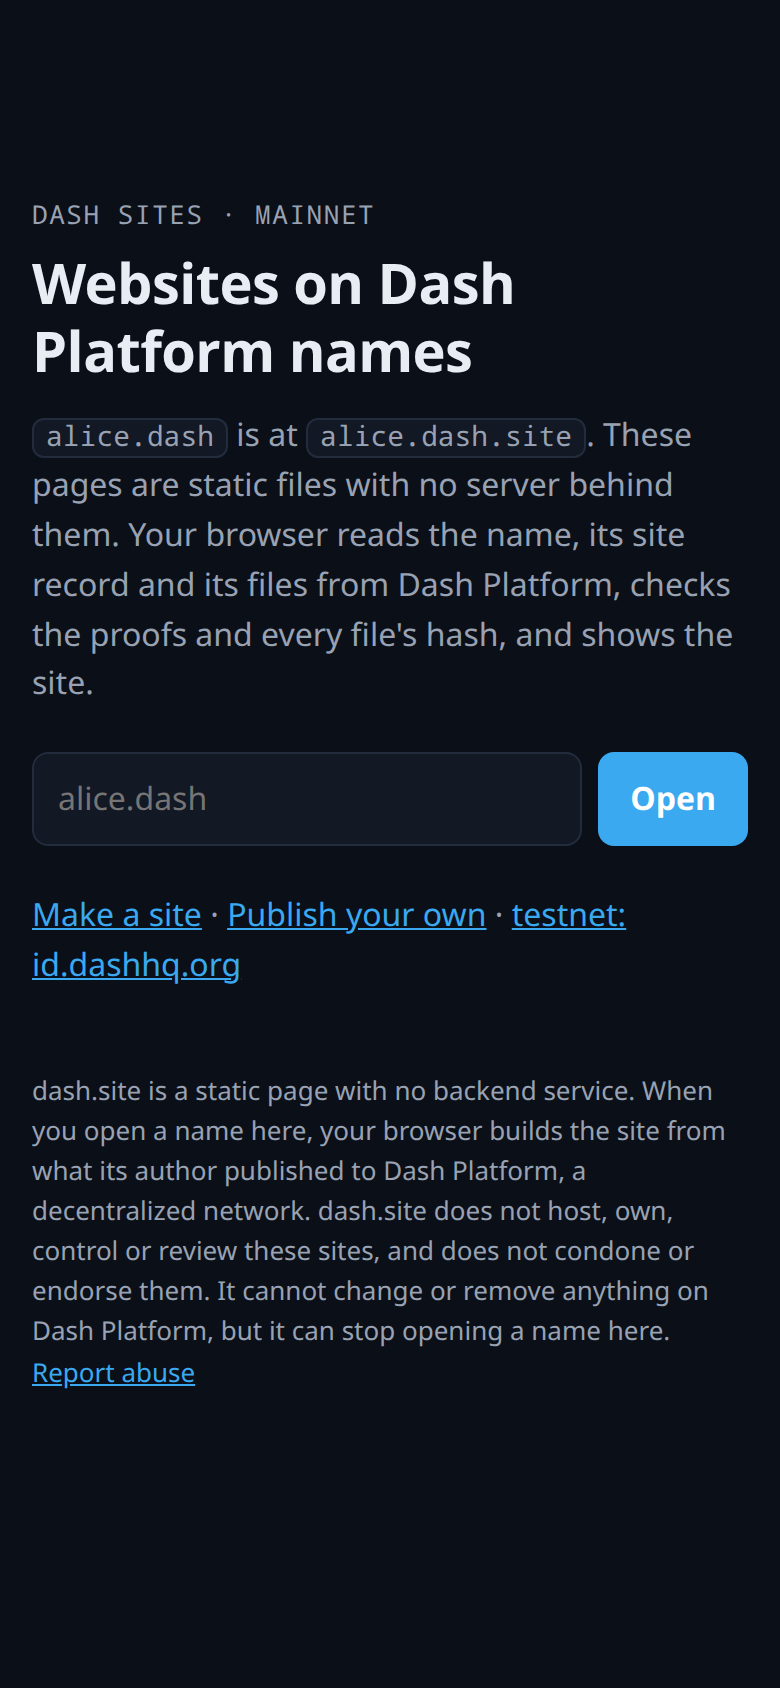 DASH SITES · MAINNET
Websites on Dash
Platform names
alice.dash is at alice.dash.site. These
pages are static files with no server behind
them. Your browser reads the name, its site
record and its files from Dash Platform, checks
the proofs and every file's hash, and shows the
site.
alice.dash
Open
Make a site · Publish your own · testnet:
id.dashhq.org
dash.site is a static page with no backend service. When
you open a name here, your browser builds the site from
what its author published to Dash Platform, a
decentralized network. dash.site does not host, own,
control or review these sites, and does not condone or
endorse them. It cannot change or remove anything on
Dash Platform, but it can stop opening a name here.
Report abuse